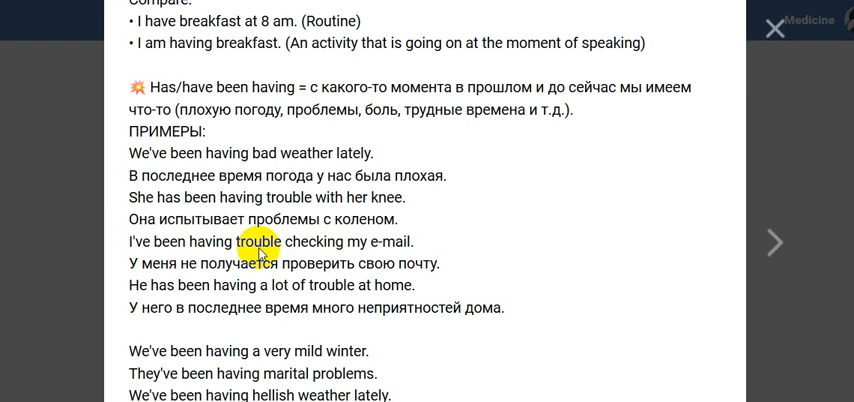 Compare:
• I have breakfast at 8 am. (Routine)
• I am having breakfast. (An activity that is going on at the moment of speaking)
Medicine
💥 Has/have been having = с какого-то момента в прошлом и до сейчас мы имеем
что-то (плохую погоду, проблемы, боль, трудные времена и т.д.).
ПРИМЕРЫ:
We've been having bad weather lately.
В последнее время погода у нас была плохая.
She has been having trouble with her knee.
Она испытывает проблемы с коленом.
I've been having trouble checking my e-mail.
У меня не получается проверить свою почту.
He has been having a lot of trouble at home.
У него в последнее время много неприятностей дома.
We've been having a very mild winter.
They've been having marital problems.
We've been having hellish weather lately.